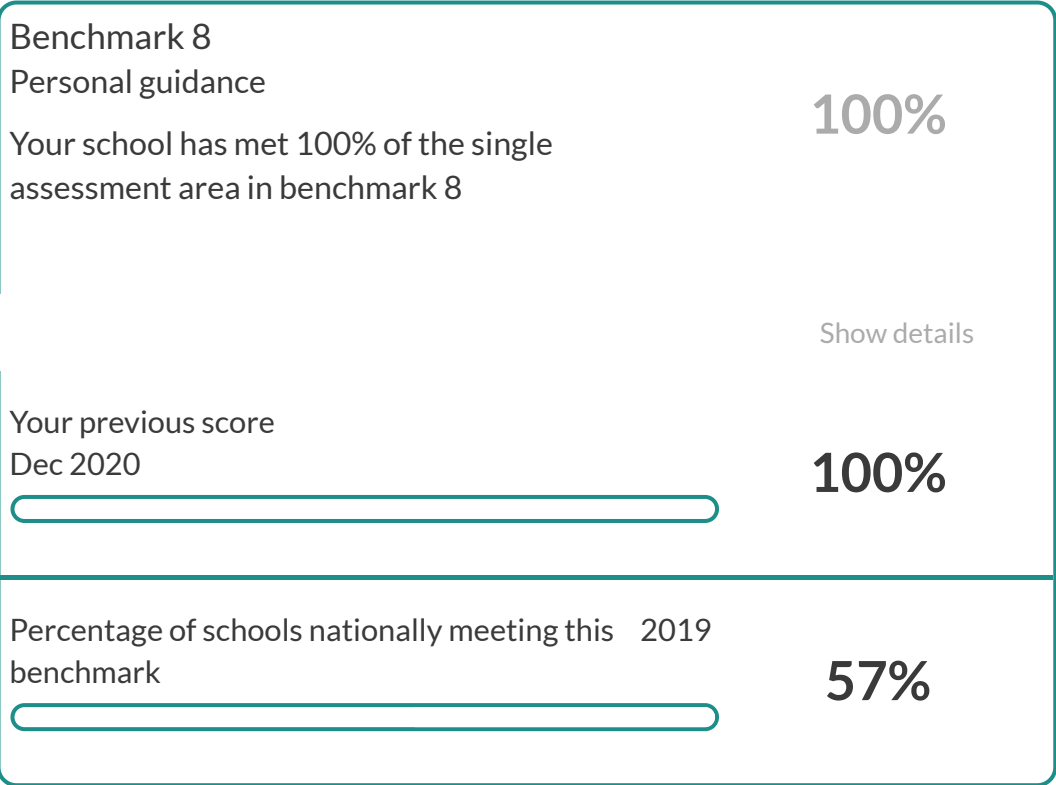 Benchmark 8
Personal guidance
100%
Your school has met 100% of the single
assessment area in benchmark 8
Show details
Your previous score
Dec 2020
100%
Percentage of schools nationally meeting this 2019
benchmark
57%